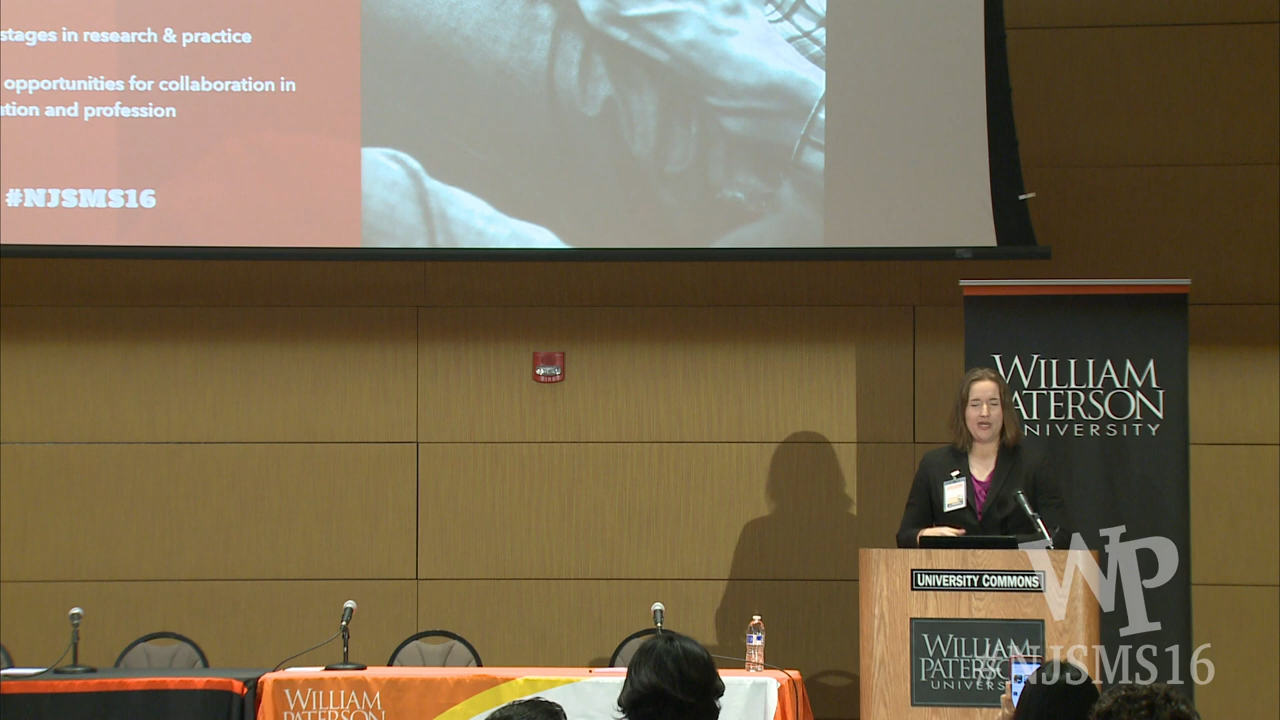 stages in research & practice
opportunities for collaboration in
and profession
#NJSMS16
WILLIAM
PATERSON
UNIVERSITY
UNIVERSITY COMMONS
WILLIAM
PATERSON
UNIVERSITY
WP
#NJSMS16
WILLIAM
PATERSON